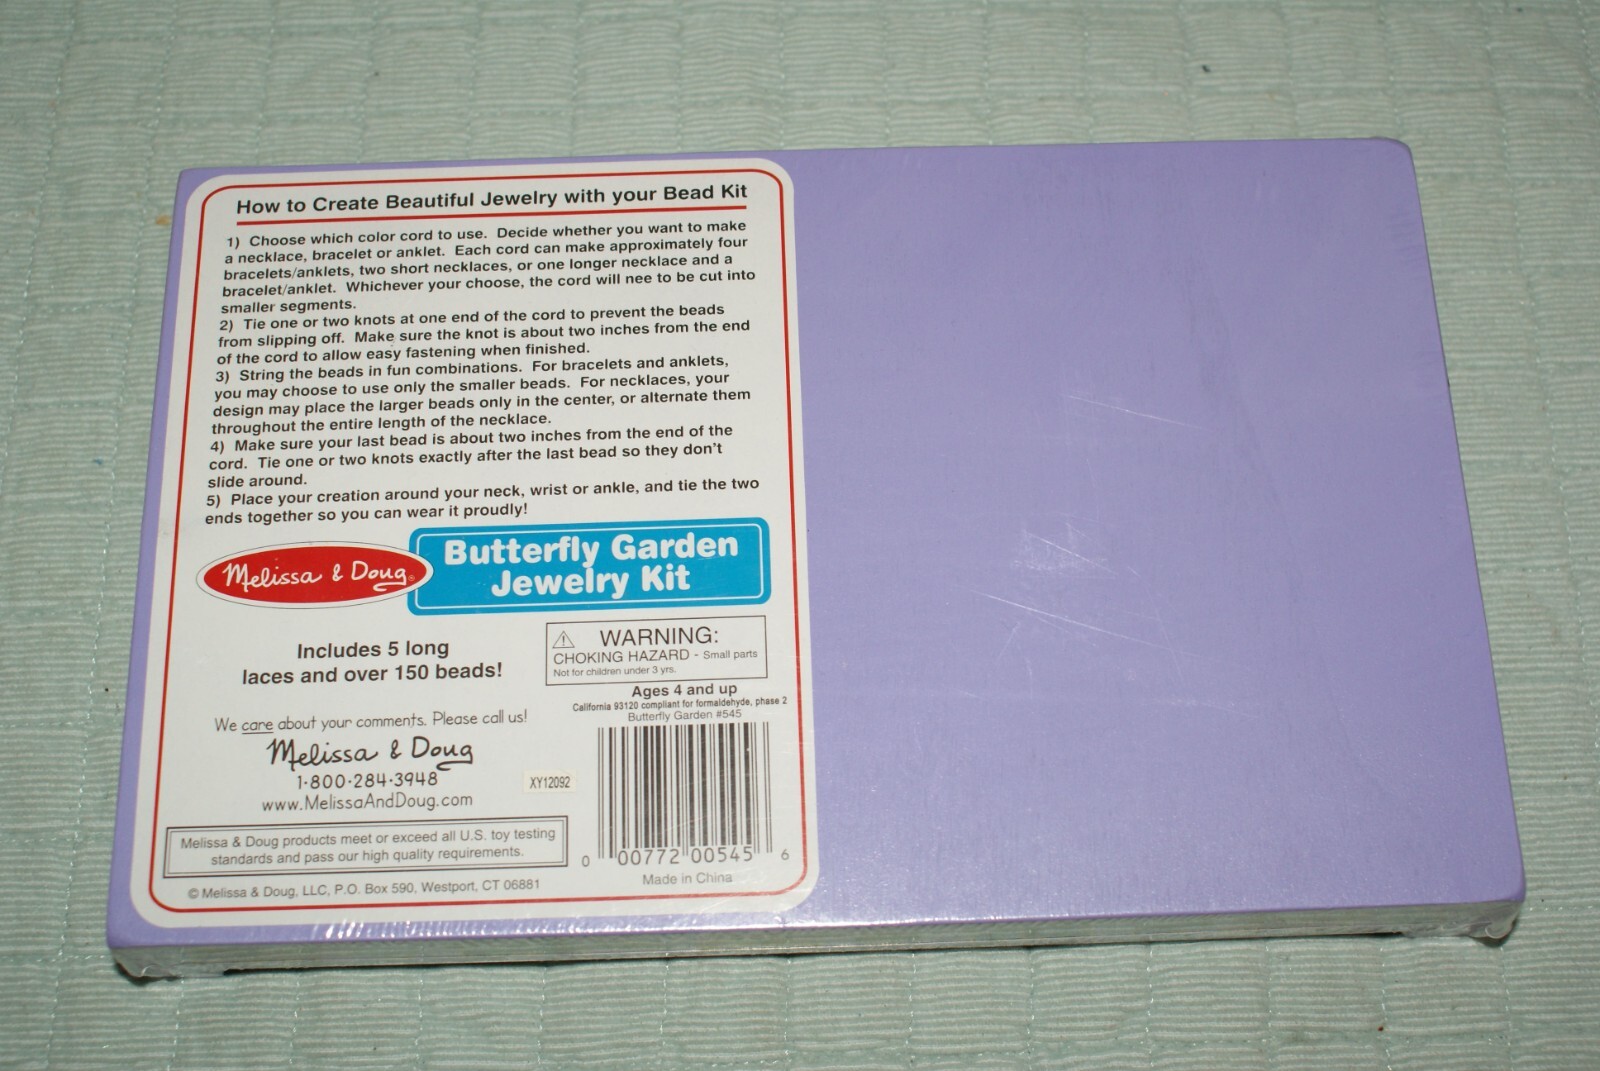 How to Create Beautiful Jewelry with your Bead Kit
1) Choose which color cord to use. Decide whether you want to make
a necklace, bracelet or anklet. Each cord can make approximately four
bracelets/anklets, two short necklaces, or one longer necklace and a
bracelet/anklet. Whichever your choose, the cord will nee to be cut into
smaller segments.
2) Tie one or two knots at one end of the cord to prevent the beads
from slipping off. Make sure the knot is about two inches from the end
of the cord to allow easy fastening when finished.
3) String the beads in fun combinations. For bracelets and anklets,
you may choose to use only the smaller beads. For necklaces, your
design may place the larger beads only in the center, or alternate them
throughout the entire length of the necklace.
4) Make sure your last bead is about two inches from the end of the
cord. Tie one or two knots exactly after the last bead so they don't
slide around.
5) Place your creation around your neck, wrist or ankle, and tie the two
ends together so you can wear it proudly!
Melissa & Doug®
Butterfly Garden
Jewelry Kit
Includes 5 long
laces and over 150 beads!
WARNING:
CHOKING HAZARD - Small parts
Not for children under 3 yrs.
Ages 4 and up
California 93120 compliant for formaldehyde, phase 2
Butterfly Garden #545
We care about your comments. Please call us!
Melissa & Doug
1-800-284-3948
www.MelissaAndDoug.com
XY12092
Melissa & Doug products meet or exceed all U.S. toy testing
standards and pass our high quality requirements.
© Melissa & Doug, LLC, P.O. Box 590, Westport, CT 06881
0 00772 00545 6
Made in China